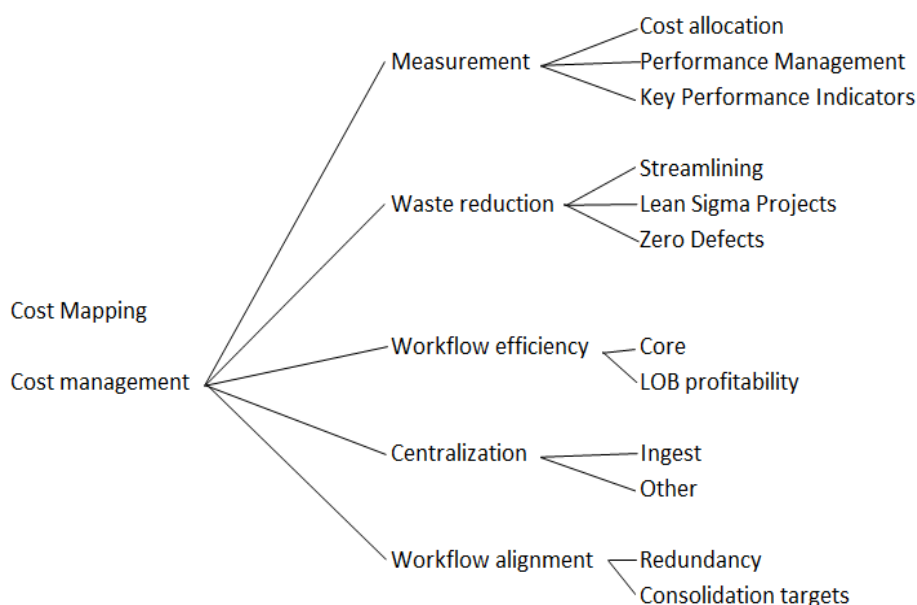 Cost Mapping
Cost management
Measurement
Cost allocation
Performance Management
Key Performance Indicators
Waste reduction
Streamlining
Lean Sigma Projects
Zero Defects
Workflow efficiency
Core
LOB profitability
Centralization
Ingest
Other
Workflow alignment
Redundancy
Consolidation targets